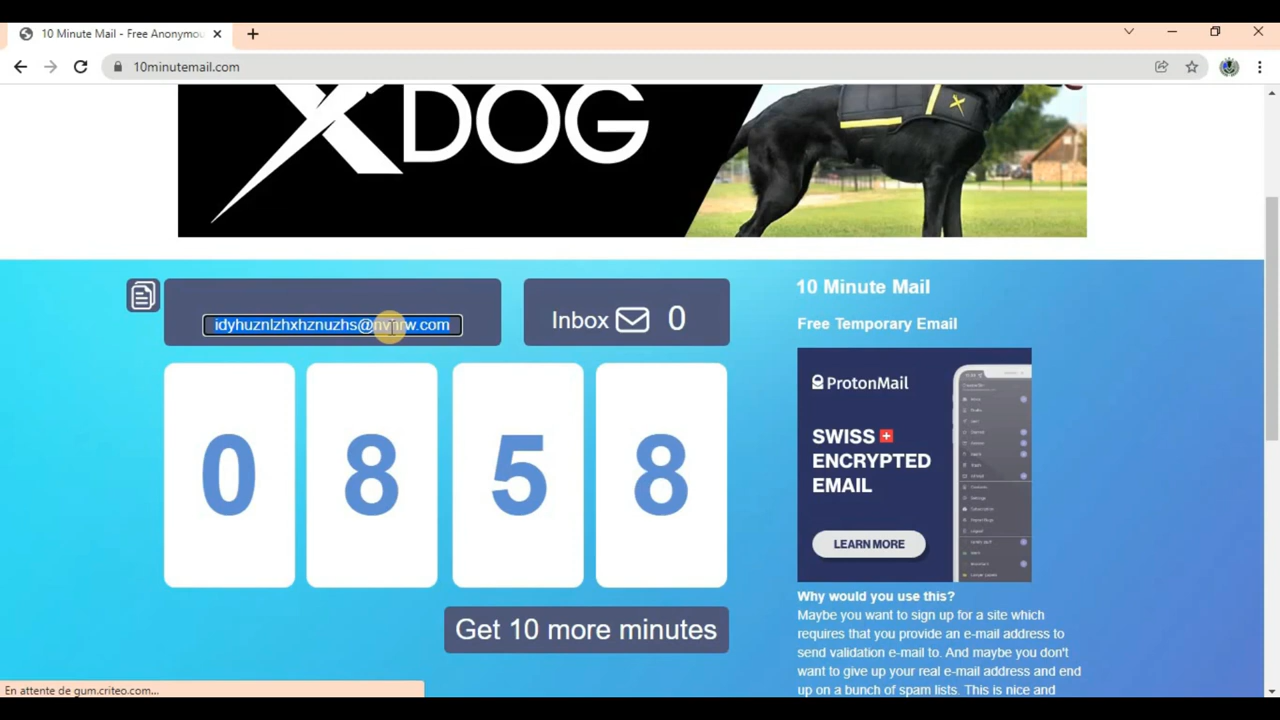 10 Minute Mail - Free Anonymou
10minutemail.com
XDOG
idyhuznlzhxhznuzhs@nvhrw.com
Inbox 0
0 8 5 8
Get 10 more minutes
10 Minute Mail
Free Temporary Email
ProtonMail
SWISS
ENCRYPTED
EMAIL
LEARN MORE
Why would you use this?
Maybe you want to sign up for a site which
requires that you provide an e-mail address to
send validation e-mail to. And maybe you don't
want to give up your real e-mail address and end
up on a bunch of spam lists. This is nice and
En attente de gum.criteo.com...